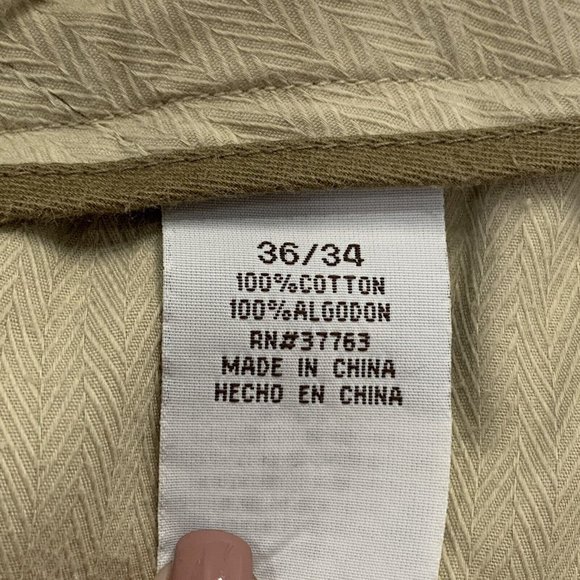 36/34
100%COTTON
100%ALGODON
RN#37763
MADE IN CHINA
HECHO EN CHINA